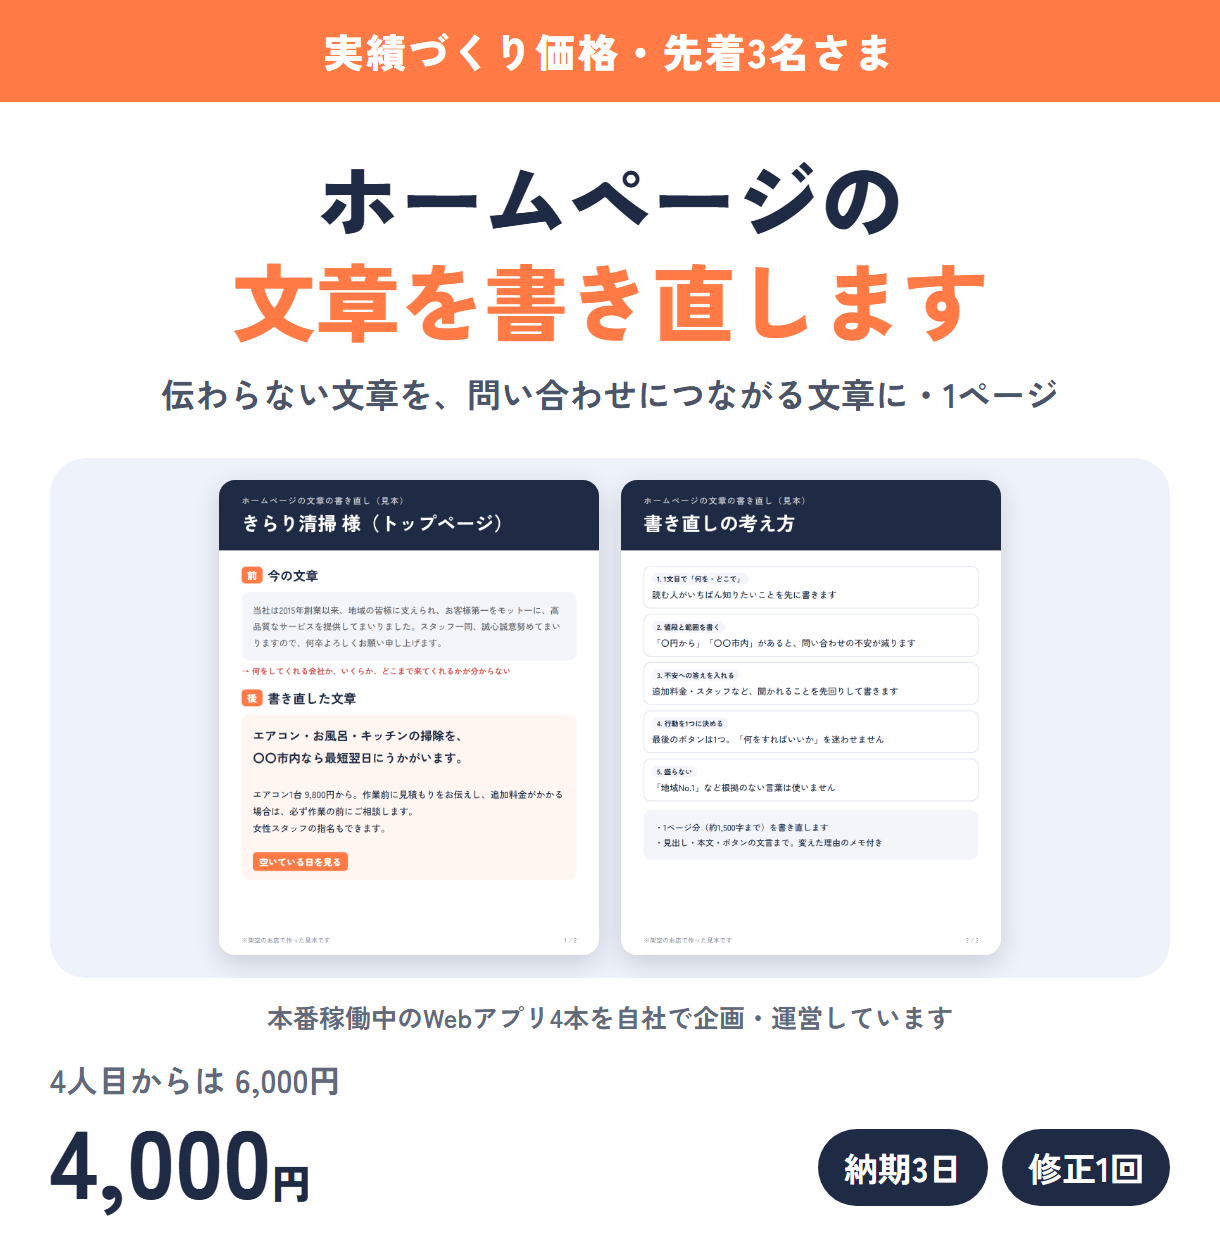 実績づくり価格・先着3名さま
ホームページの
文章を書き直します
伝わらない文章を、問い合わせにつながる文章に・1ページ
ホームページの文章の書き直し（見本）
きらり清掃 様（トップページ）
前 今の文章
当社は2015年創業以来、地域の皆様に支えられ、お客様第一をモットーに、高
品質なサービスを提供してまいりました。スタッフ一同、誠心誠意努めてまい
りますので、何卒よろしくお願い申し上げます。
→ 何をしてくれる会社か、いくらか、どこまで来てくれるかが分からない
後 書き直した文章
エアコン・お風呂・キッチンの掃除を、
〇〇市内なら最短翌日にうかがいます。
エアコン1台 9,800円から。作業前に見積もりをお伝えし、追加料金がかかる
場合は、必ず作業の前にご相談します。
女性スタッフの指名もできます。
空いている日を見る
※架空のお店で作った見本です
1 / 2
ホームページの文章の書き直し（見本）
書き直しの考え方
1. 1文目で「何を・どこで」
読む人がいちばん知りたいことを先に書きます
2. 値段と範囲を書く
「〇円から」「〇〇市内」があると、問い合わせの不安が減ります
3. 不安への答えを入れる
追加料金・スタッフなど、聞かれることを先回りして書きます
4. 行動を1つに決める
最後のボタンは1つ。「何をすればいいか」を迷わせません
5. 盛らない
「地域No.1」など根拠のない言葉は使いません
・1ページ分（約1,500字まで）を書き直します
・見出し・本文・ボタンの文言まで。変えた理由のメモ付き
※架空のお店で作った見本です
2 / 2
本番稼働中のWebアプリ4本を自社で企画・運営しています
4人目からは 6,000円
4,000円
納期3日
修正1回